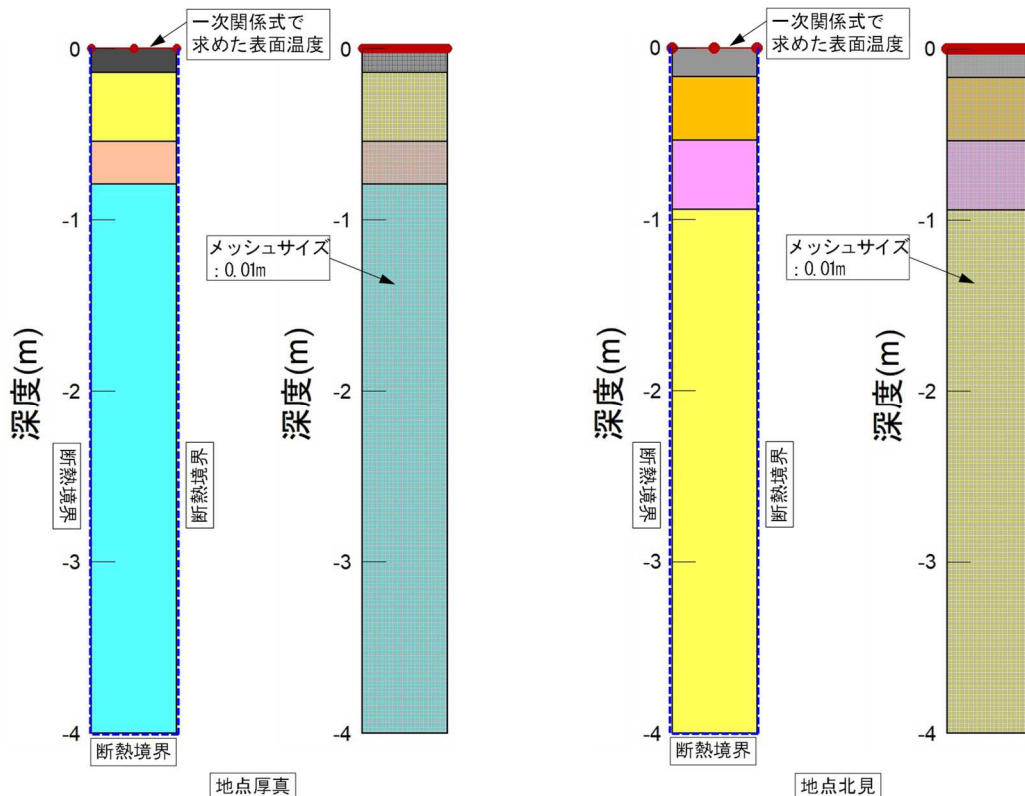 一次関係式で
求めた表面温度
0
-1
-2
-3
-4
深度(m)
断熱境界
断熱境界
断熱境界
0
-1
-2
-3
-4
深度(m)
メッシュサイズ
:0.01m
地点厚真
一次関係式で
求めた表面温度
0
-1
-2
-3
-4
深度(m)
断熱境界
断熱境界
断熱境界
0
-1
-2
-3
-4
深度(m)
メッシュサイズ
:0.01m
地点北見